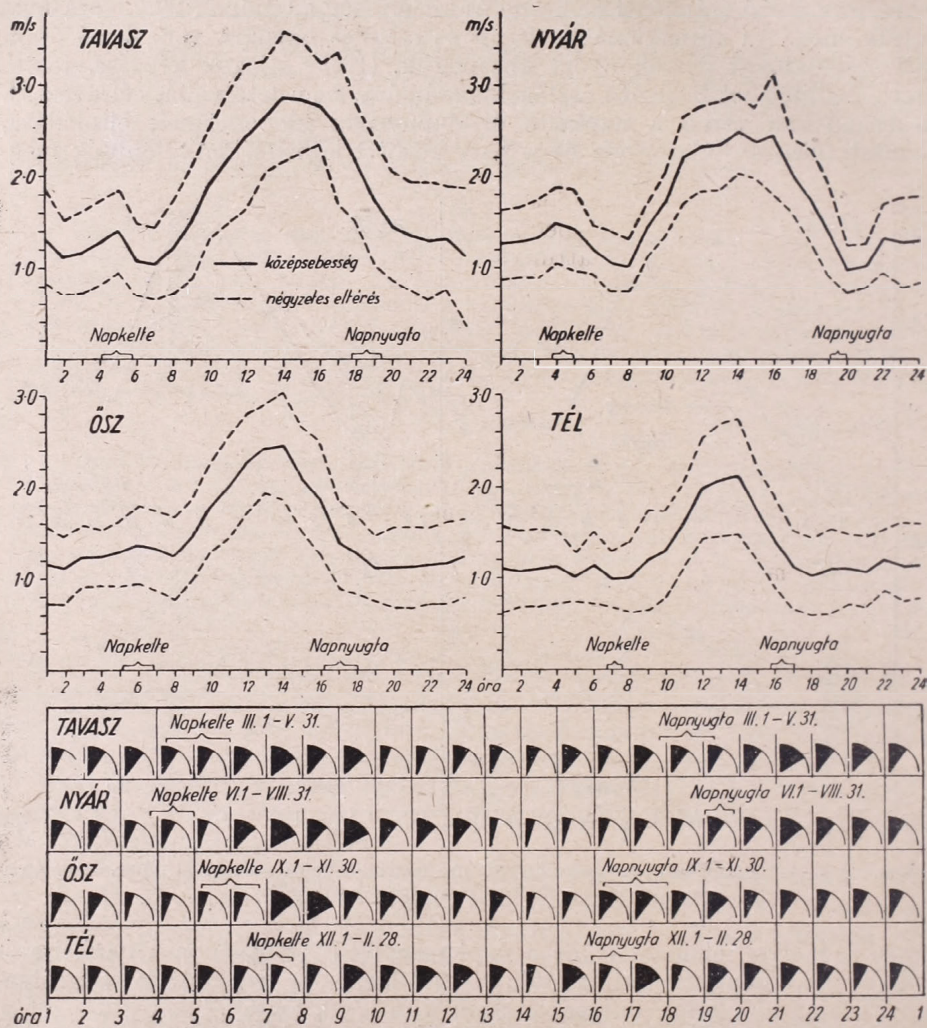 m/s
TAVASZ
3·0
2·0
1·0
középsebesség
négyzetes eltérés
Napkelte
Napnyugta
2 4 6 8 10 12 14 16 18 20 22 24
m/s
NYÁR
3·0
2·0
1·0
Napkelte
Napnyugta
2 4 6 8 10 12 14 16 18 20 22 24
ŐSZ
3·0
2·0
1·0
Napkelte
Napnyugta
2 4 6 8 10 12 14 16 18 20 22 24 óra
TÉL
3·0
2·0
1·0
Napkelte
Napnyugta
2 4 6 8 10 12 14 16 18 20 22 24
TAVASZ
Napkelte III. 1 – V. 31.
Napnyugta III. 1 – V. 31.
NYÁR
Napkelte VI. 1 – VIII. 31.
Napnyugta VI. 1 – VIII. 31.
ŐSZ
Napkelte IX. 1 – XI. 30.
Napnyugta IX. 1 – XI. 30.
TÉL
Napkelte XII. 1 – II. 28.
Napnyugta XII. 1 – II. 28.
óra 1 2 3 4 5 6 7 8 9 10 11 12 13 14 15 16 17 18 19 20 21 22 23 24 1